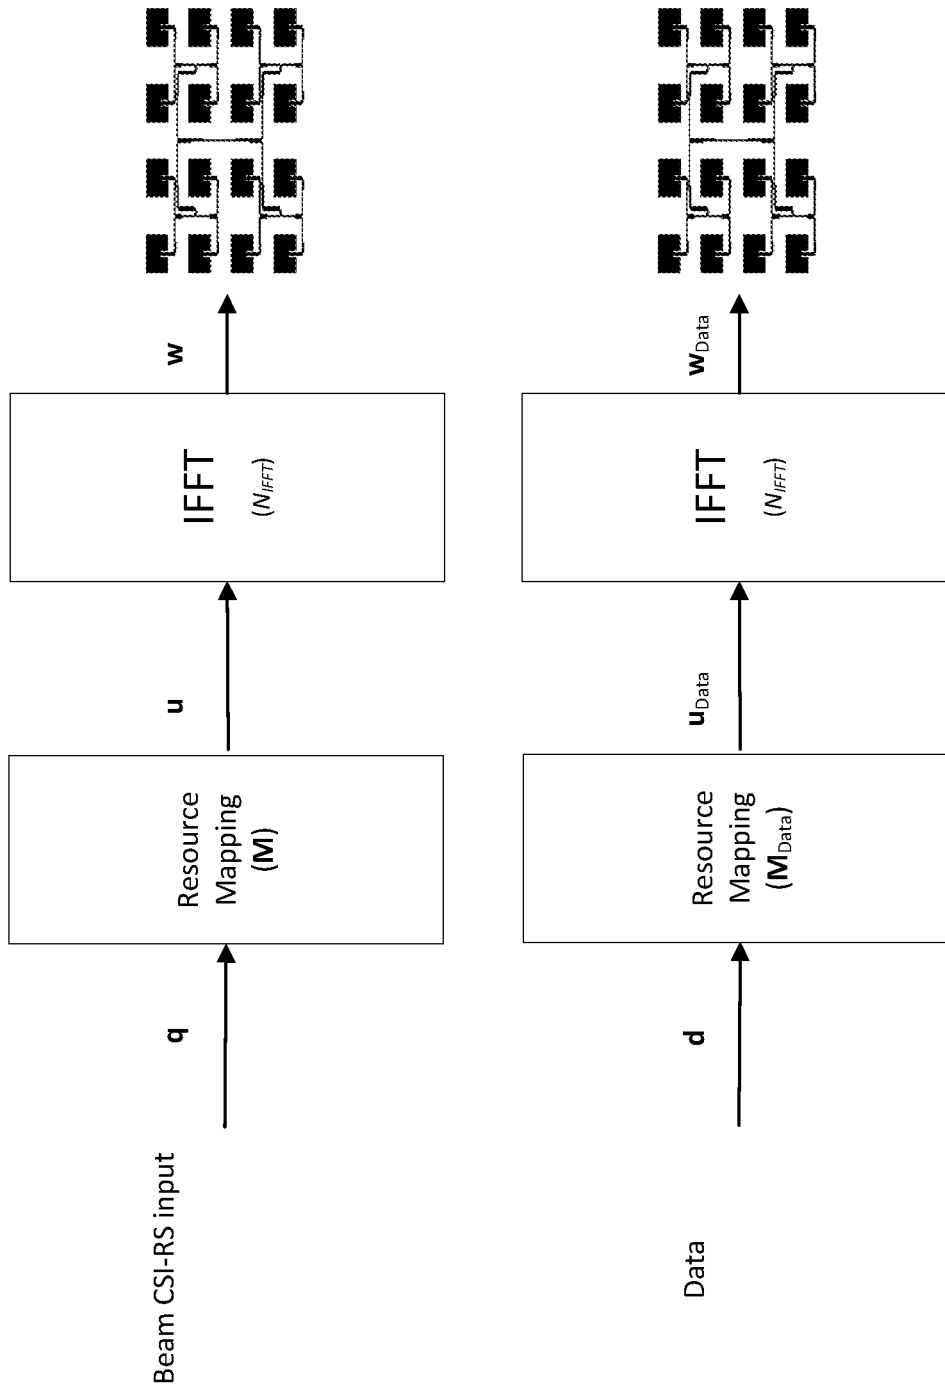 Beam CSI-RS input
q
Resource
Mapping
(M)
u
IFFT
(N_IFFT)
w
Data
d
Resource
Mapping
(M_Data)
u_Data
IFFT
(N_IFFT)
w_Data